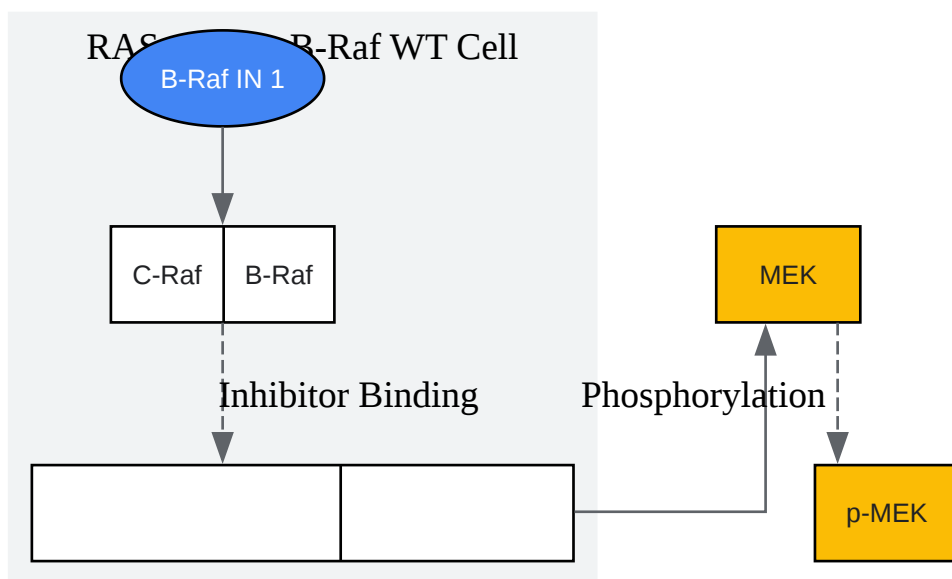 RAS B-Raf WT Cell
B-Raf IN 1
C-Raf
B-Raf
MEK
Inhibitor Binding
Phosphorylation
p-MEK